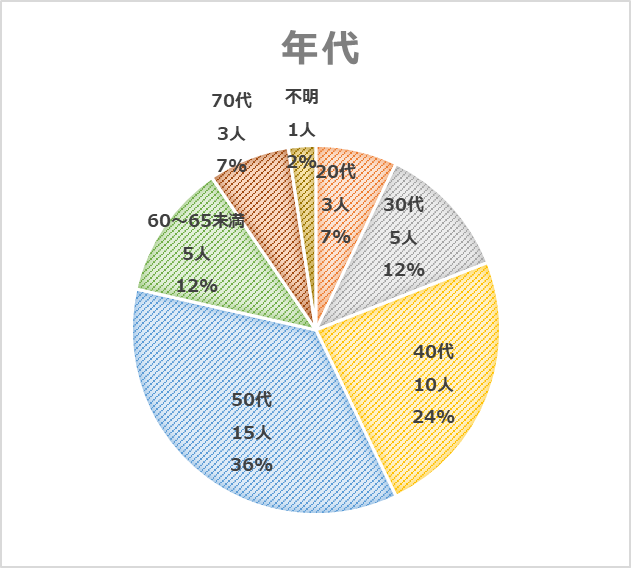 年代
20代
3人
7%
30代
5人
12%
40代
10人
24%
50代
15人
36%
60～65未満
5人
12%
70代
3人
7%
不明
1人
2%